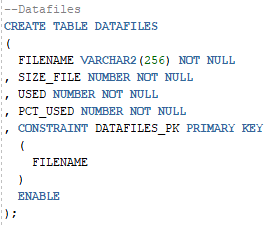 --Datafiles
CREATE TABLE DATAFILES
(
FILENAME VARCHAR2(256) NOT NULL
, SIZE_FILE NUMBER NOT NULL
, USED NUMBER NOT NULL
, PCT_USED NUMBER NOT NULL
, CONSTRAINT DATAFILES_PK PRIMARY KEY
(
FILENAME
)
ENABLE
);